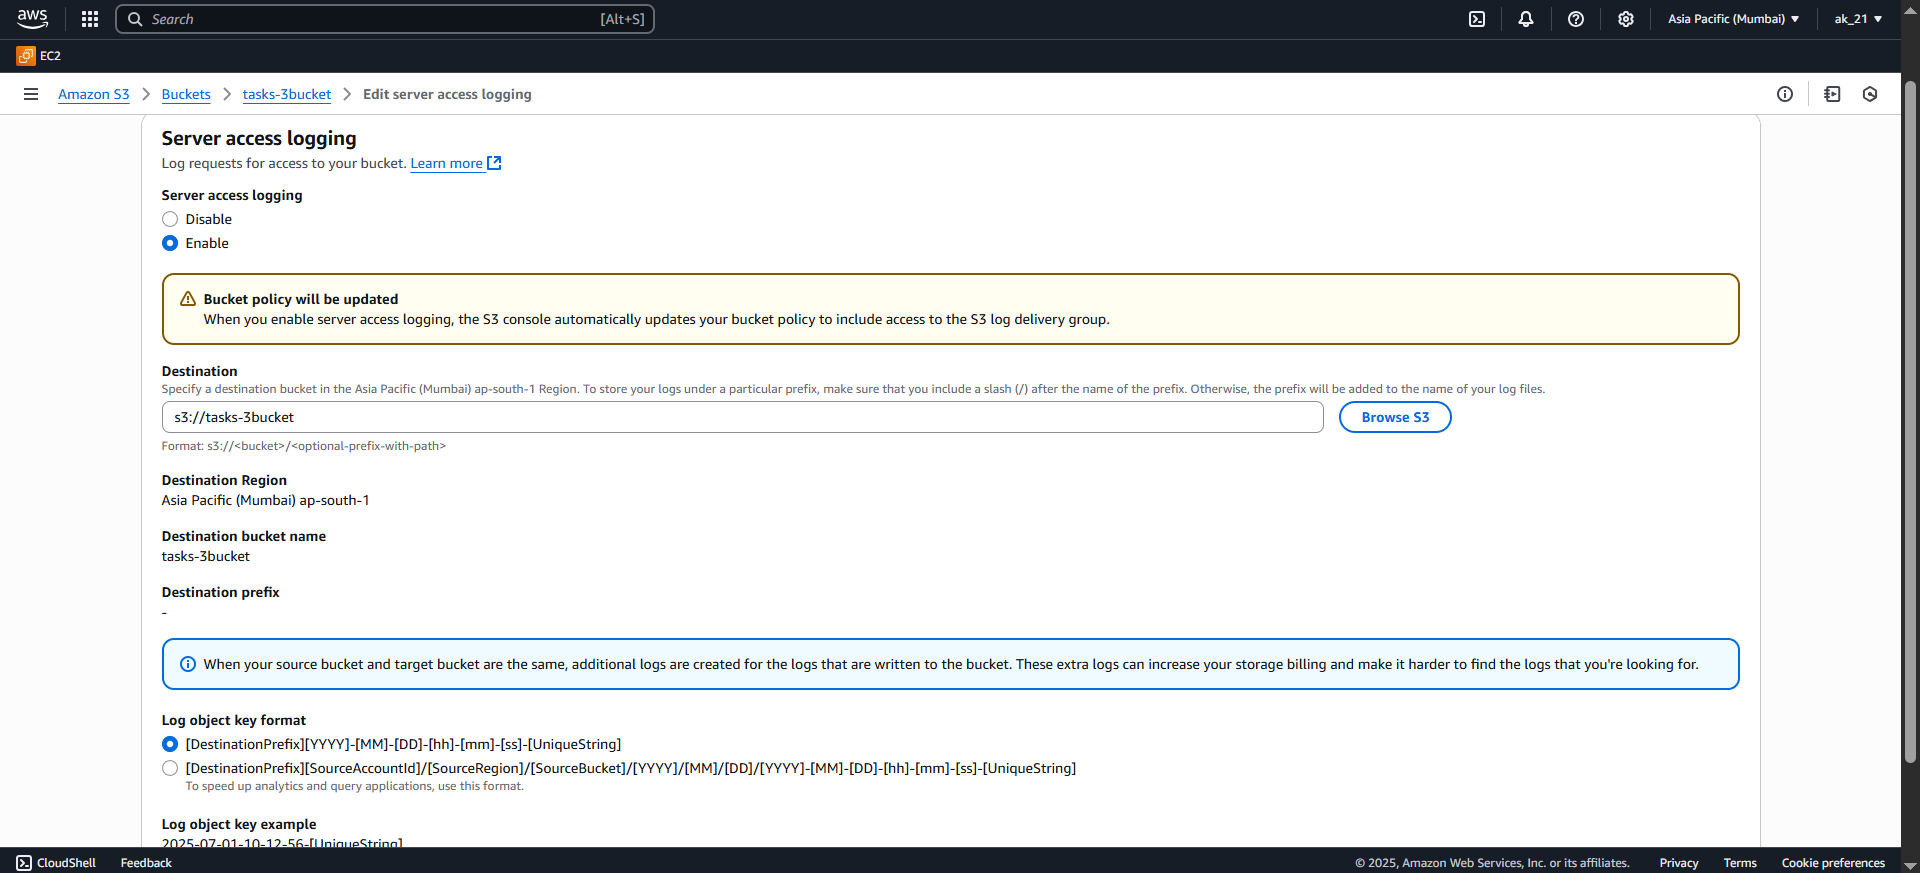 aws
Search [Alt+S]
Asia Pacific (Mumbai) ▼
ak_21 ▼
EC2
Amazon S3 > Buckets > tasks-3bucket > Edit server access logging
Server access logging
Log requests for access to your bucket. Learn more
Server access logging
Disable
Enable
Bucket policy will be updated
When you enable server access logging, the S3 console automatically updates your bucket policy to include access to the S3 log delivery group.
Destination
Specify a destination bucket in the Asia Pacific (Mumbai) ap-south-1 Region. To store your logs under a particular prefix, make sure that you include a slash (/) after the name of the prefix. Otherwise, the prefix will be added to the name of your log files.
s3://tasks-3bucket
Browse S3
Format: s3://<bucket>/<optional-prefix-with-path>
Destination Region
Asia Pacific (Mumbai) ap-south-1
Destination bucket name
tasks-3bucket
Destination prefix
-
When your source bucket and target bucket are the same, additional logs are created for the logs that are written to the bucket. These extra logs can increase your storage billing and make it harder to find the logs that you're looking for.
Log object key format
[DestinationPrefix][YYYY]-[MM]-[DD]-[hh]-[mm]-[ss]-[UniqueString]
[DestinationPrefix][SourceAccountId]/[SourceRegion]/[SourceBucket]/[YYYY]/[MM]/[DD]/[YYYY]-[MM]-[DD]-[hh]-[mm]-[ss]-[UniqueString]
To speed up analytics and query applications, use this format.
Log object key example
2025-07-01-10-12-56-[UniqueString]
CloudShell
Feedback
© 2025, Amazon Web Services, Inc. or its affiliates.
Privacy
Terms
Cookie preferences